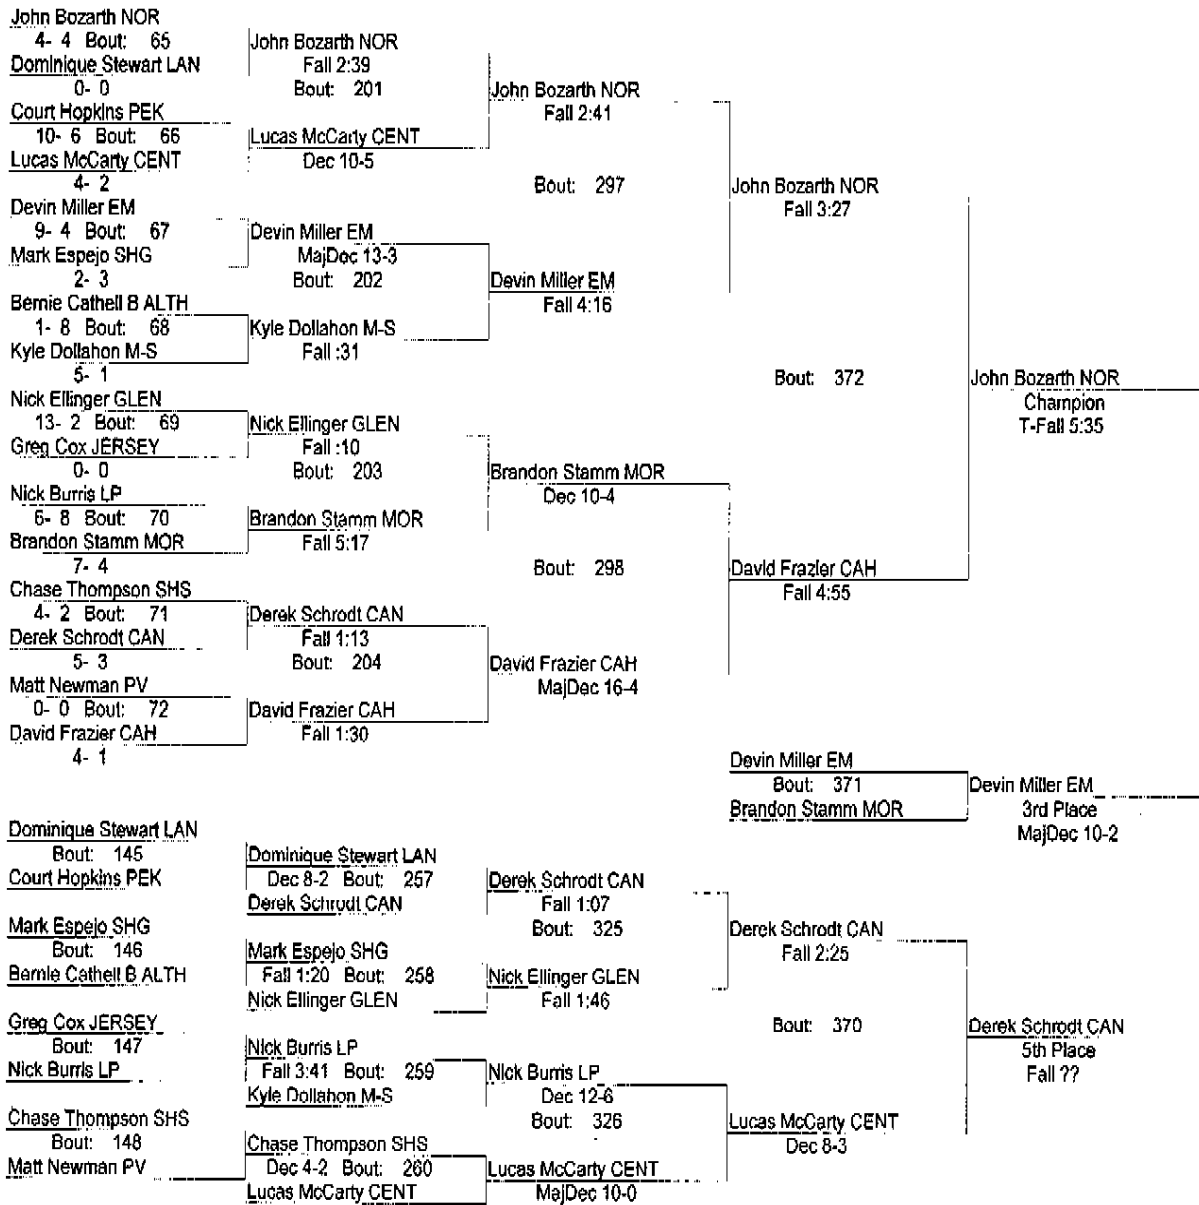 John Bozarth NOR
4- 4 Bout: 65
Dominique Stewart LAN
0- 0
Court Hopkins PEK
10- 6 Bout: 66
Lucas McCarty CENT
4- 2
Devin Miller EM
9- 4 Bout: 67
Mark Espejo SHG
2- 3
Bernie Cathell B ALTH
1- 8 Bout: 68
Kyle Dollahon M-S
5- 1
Nick Ellinger GLEN
13- 2 Bout: 69
Greg Cox JERSEY
0- 0
Nick Burris LP
6- 8 Bout: 70
Brandon Stamm MOR
7- 4
Chase Thompson SHS
4- 2 Bout: 71
Derek Schrodt CAN
5- 3
Matt Newman PV
0- 0 Bout: 72
David Frazier CAH
4- 1
John Bozarth NOR
Fall 2:39
Bout: 201
Lucas McCarty CENT
Dec 10-5
Devin Miller EM
MajDec 13-3
Bout: 202
Kyle Dollahon M-S
Fall :31
Nick Ellinger GLEN
Fall :10
Bout: 203
Brandon Stamm MOR
Fall 5:17
Derek Schrodt CAN
Fall 1:13
Bout: 204
David Frazier CAH
Fall 1:30
John Bozarth NOR
Fall 2:41
Bout: 297
Devin Miller EM
Fall 4:16
Brandon Stamm MOR
Dec 10-4
Bout: 298
David Frazier CAH
MajDec 16-4
John Bozarth NOR
Fall 3:27
Bout: 372
David Frazier CAH
Fall 4:55
John Bozarth NOR
Champion
T-Fall 5:35
Devin Miller EM
Bout: 371
Brandon Stamm MOR
Devin Miller EM
3rd Place
MajDec 10-2
Dominique Stewart LAN
Bout: 145
Court Hopkins PEK
Mark Espejo SHG
Bout: 146
Bernie Cathell B ALTH
Greg Cox JERSEY
Bout: 147
Nick Burris LP
Chase Thompson SHS
Bout: 148
Matt Newman PV
Dominique Stewart LAN
Dec 8-2 Bout: 257
Derek Schrodt CAN
Mark Espejo SHG
Fall 1:20 Bout: 258
Nick Ellinger GLEN
Nick Burris LP
Fall 3:41 Bout: 259
Kyle Dollahon M-S
Chase Thompson SHS
Dec 4-2 Bout: 260
Lucas McCarty CENT
Derek Schrodt CAN
Fall 1:07
Bout: 325
Nick Ellinger GLEN
Fall 1:46
Nick Burris LP
Dec 12-6
Bout: 326
Lucas McCarty CENT
MajDec 10-0
Derek Schrodt CAN
Fall 2:25
Bout: 370
Lucas McCarty CENT
Dec 8-3
Derek Schrodt CAN
5th Place
Fall ??